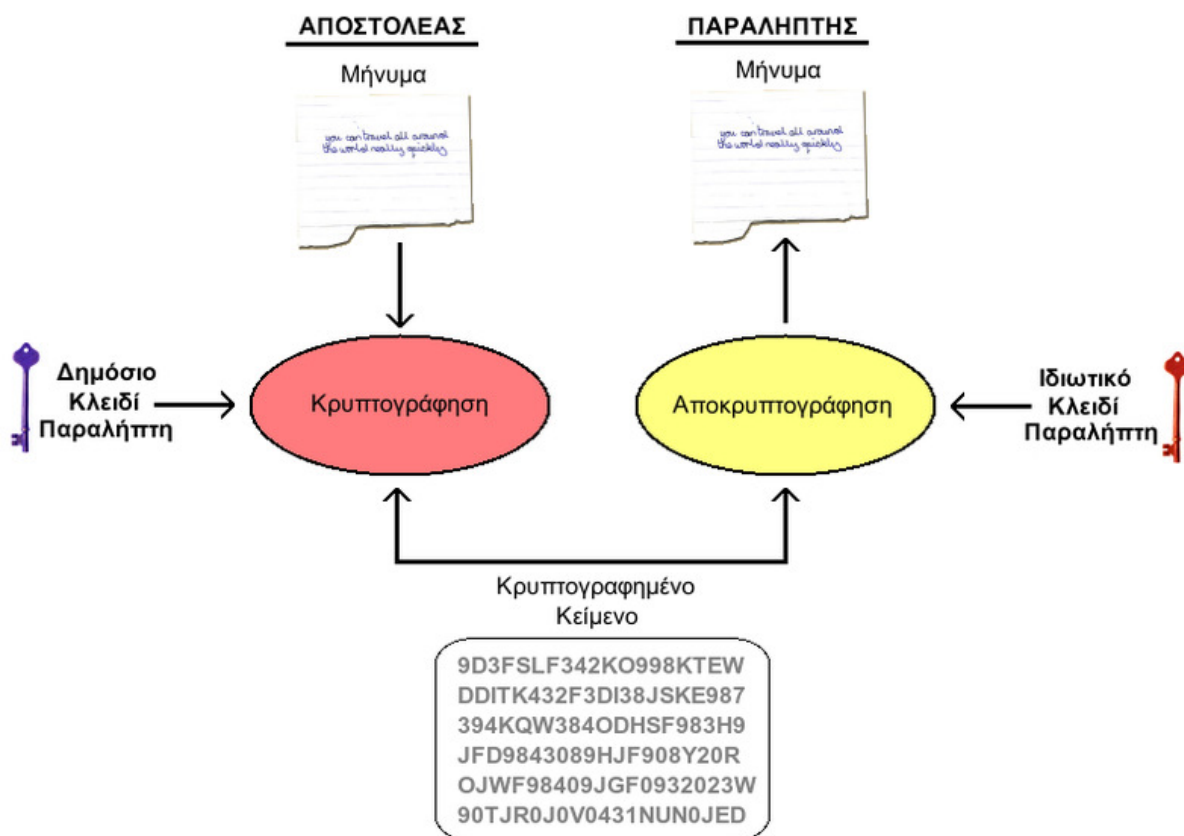 ΑΠΟΣΤΟΛΕΑΣ
Μήνυμα
you can travel all around
the world really quickly
ΠΑΡΑΛΗΠΤΗΣ
Μήνυμα
you can travel all around
the world really quickly
Δημόσιο
Κλειδί
Παραλήπτη
Κρυπτογράφηση
Αποκρυπτογράφηση
Ιδιωτικό
Κλειδί
Παραλήπτη
Κρυπτογραφημένο
Κείμενο
9D3FSLF342KO998KTEW
DDITK432F3DI38JSKE987
394KQW384ODHSF983H9
JFD9843089HJF908Y20R
OJWF98409JGF0932023W
90TJR0J0V0431NUN0JED